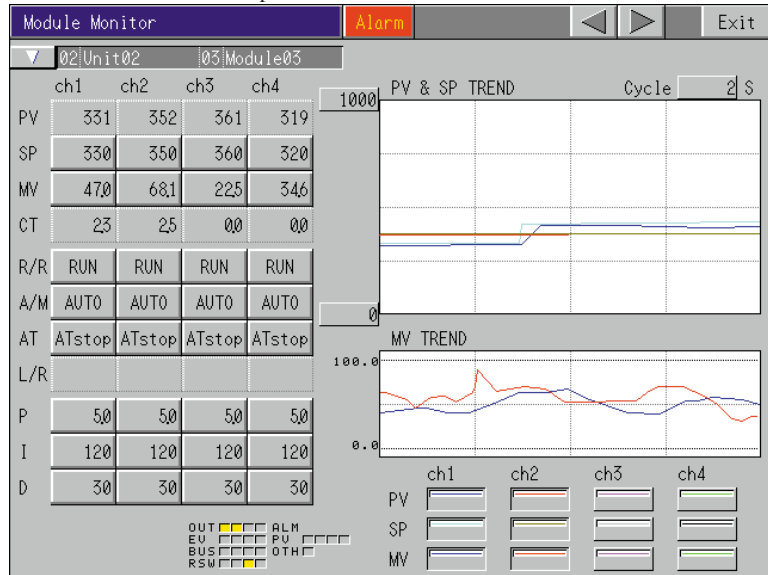 Module Monitor Alarm Exit
02 Unit02 03 Module03
ch1 ch2 ch3 ch4
PV 331 352 361 319
SP 330 350 360 320
MV 47.0 68.1 22.5 34.6
CT 2.3 2.5 0.0 0.0
R/R RUN RUN RUN RUN
A/M AUTO AUTO AUTO AUTO
AT ATstop ATstop ATstop ATstop
L/R
P 5.0 5.0 5.0 5.0
I 120 120 120 120
D 30 30 30 30
OUT ALM
EV PV
BUS OTH
RSW
PV & SP TREND Cycle 2 S
1000
0
MV TREND
100.0
0.0
ch1 ch2 ch3 ch4
PV
SP
MV